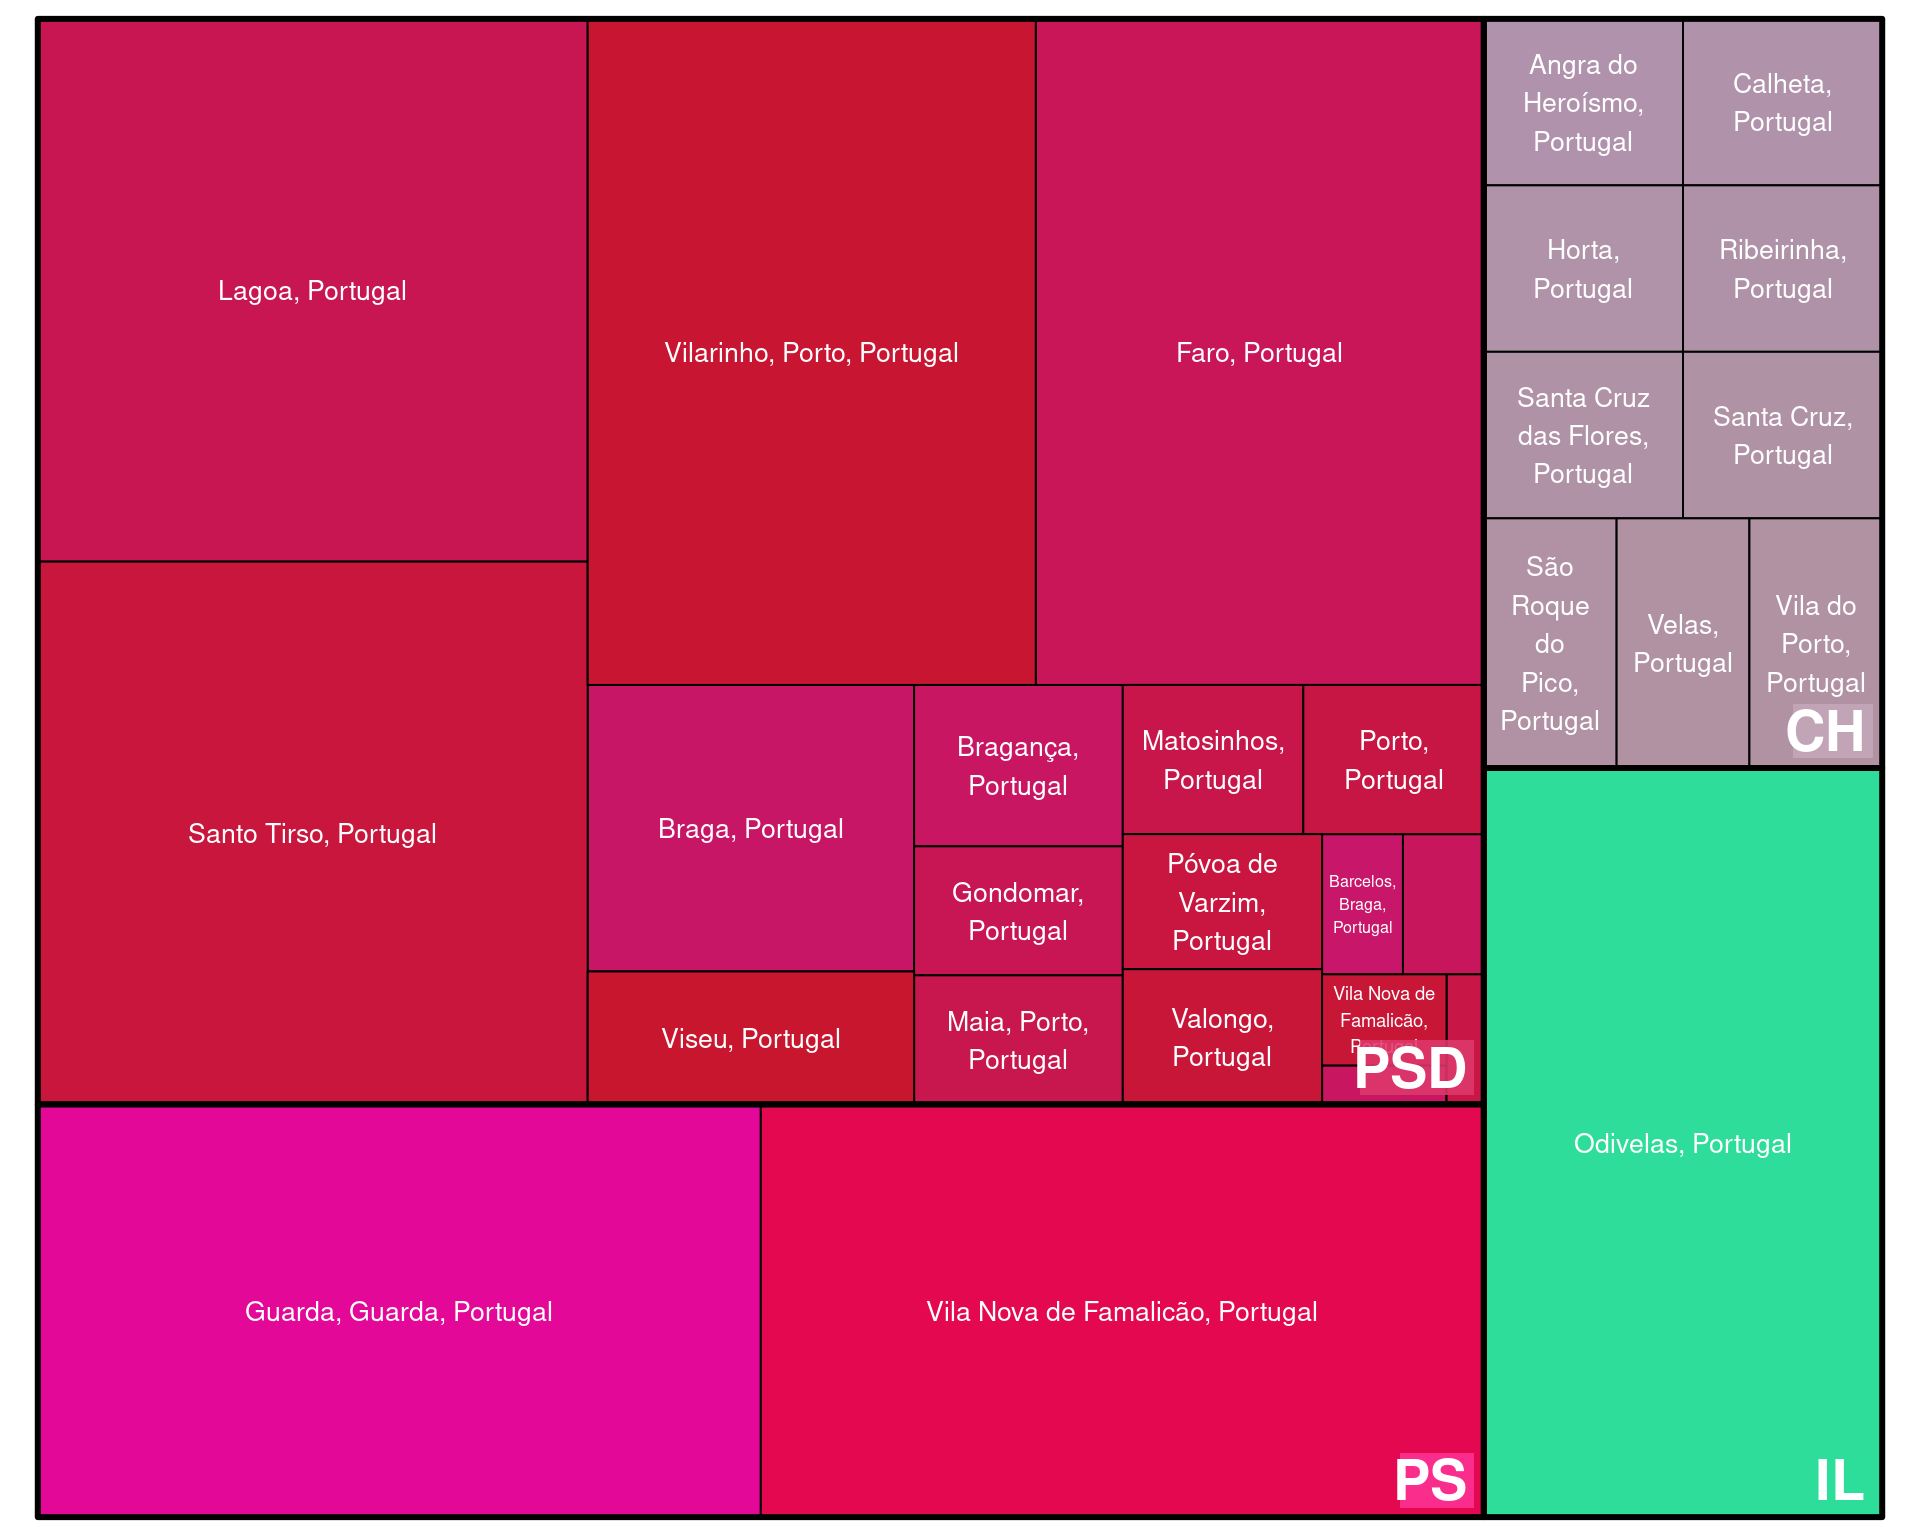 Lagoa, Portugal
Santo Tirso, Portugal
Vilarinho, Porto, Portugal
Faro, Portugal
Braga, Portugal
Viseu, Portugal
Bragança,
Portugal
Gondomar,
Portugal
Maia, Porto,
Portugal
Matosinhos,
Portugal
Porto,
Portugal
Póvoa de
Varzim,
Portugal
Valongo,
Portugal
Barcelos,
Braga,
Portugal
Vila Nova de
Famalicão,
Portugal
PSD
Guarda, Guarda, Portugal
Vila Nova de Famalicão, Portugal
PS
Angra do
Heroísmo,
Portugal
Calheta,
Portugal
Horta,
Portugal
Ribeirinha,
Portugal
Santa Cruz
das Flores,
Portugal
Santa Cruz,
Portugal
São
Roque
do
Pico,
Portugal
Velas,
Portugal
Vila do
Porto,
Portugal
CH
Odivelas, Portugal
IL